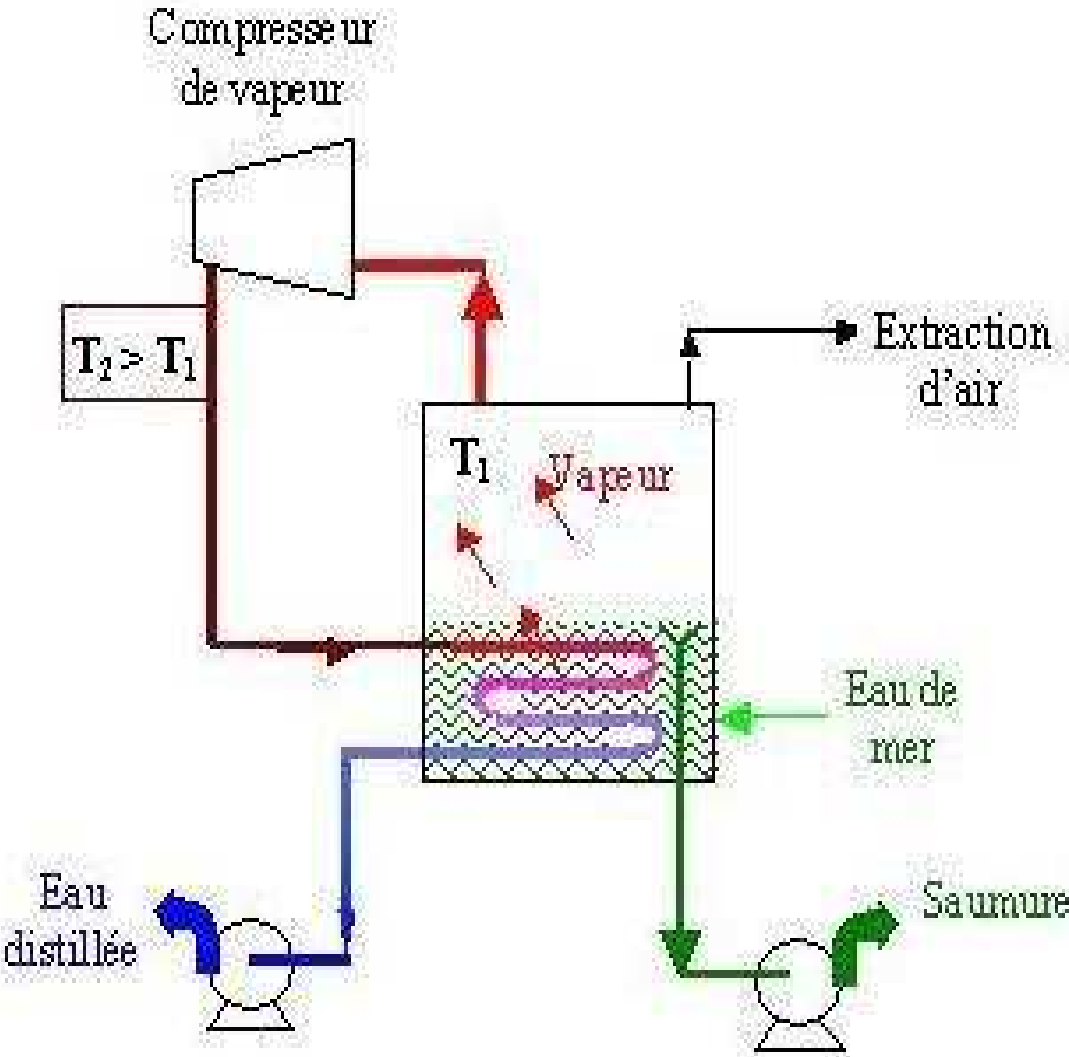 Compresseur
de vapeur
T₂ > T₁
Extraction
d'air
T₁
Vapeur
Eau de
mer
Eau
distillée
Saumure